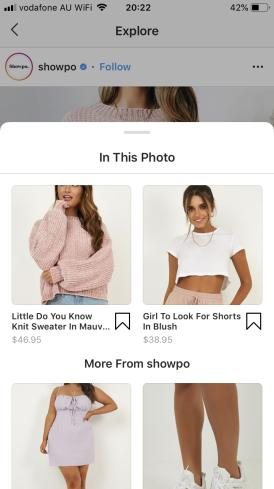 vodafone AU WiFi 20:22 42%
Explore
showpo.
showpo • Follow
In This Photo
Little Do You Know
Knit Sweater In Mauv...
$46.95
Girl To Look For Shorts
In Blush
$38.95
More From showpo